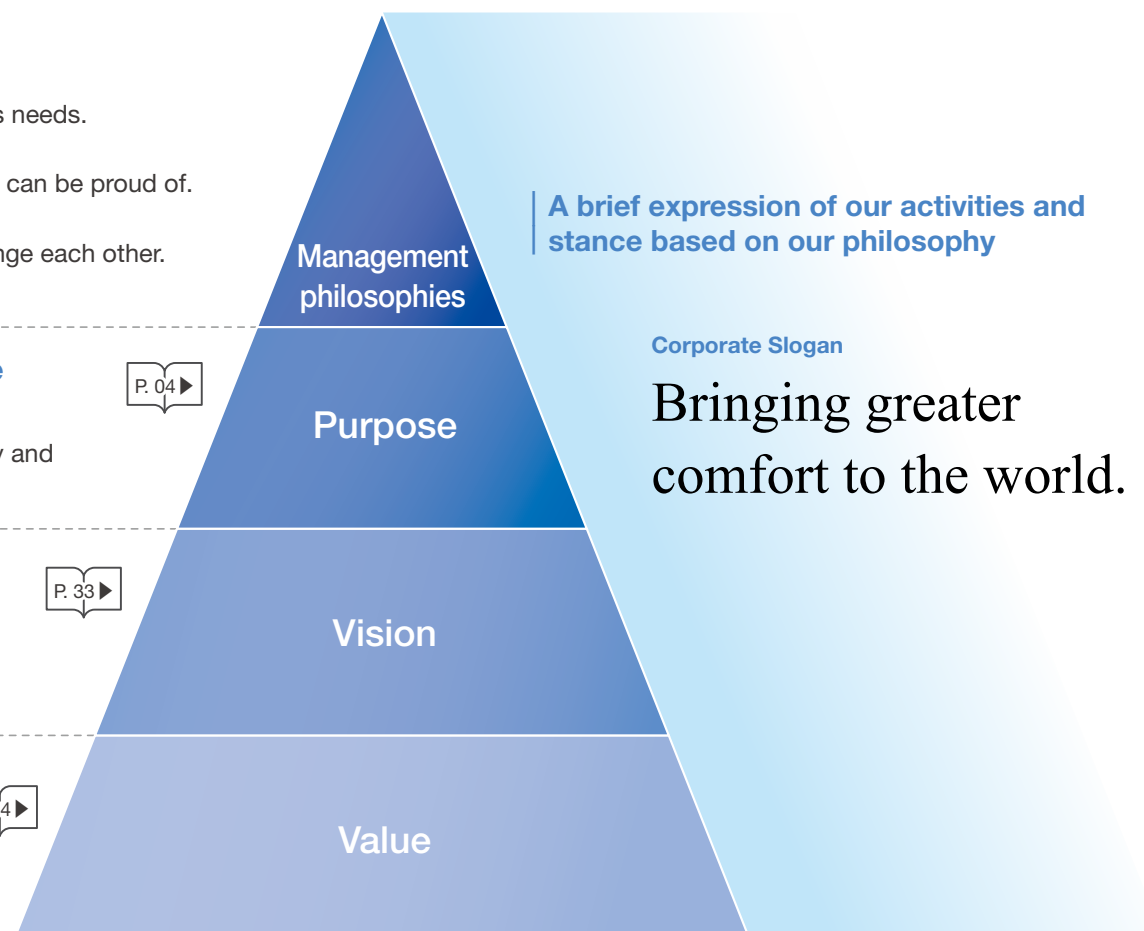 needs.
can be proud of.
each other.
Management
philosophies
A brief expression of our activities and
stance based on our philosophy
Corporate Slogan
Bringing greater
comfort to the world.
P. 04
Purpose
and
P. 33
Vision
4
Value